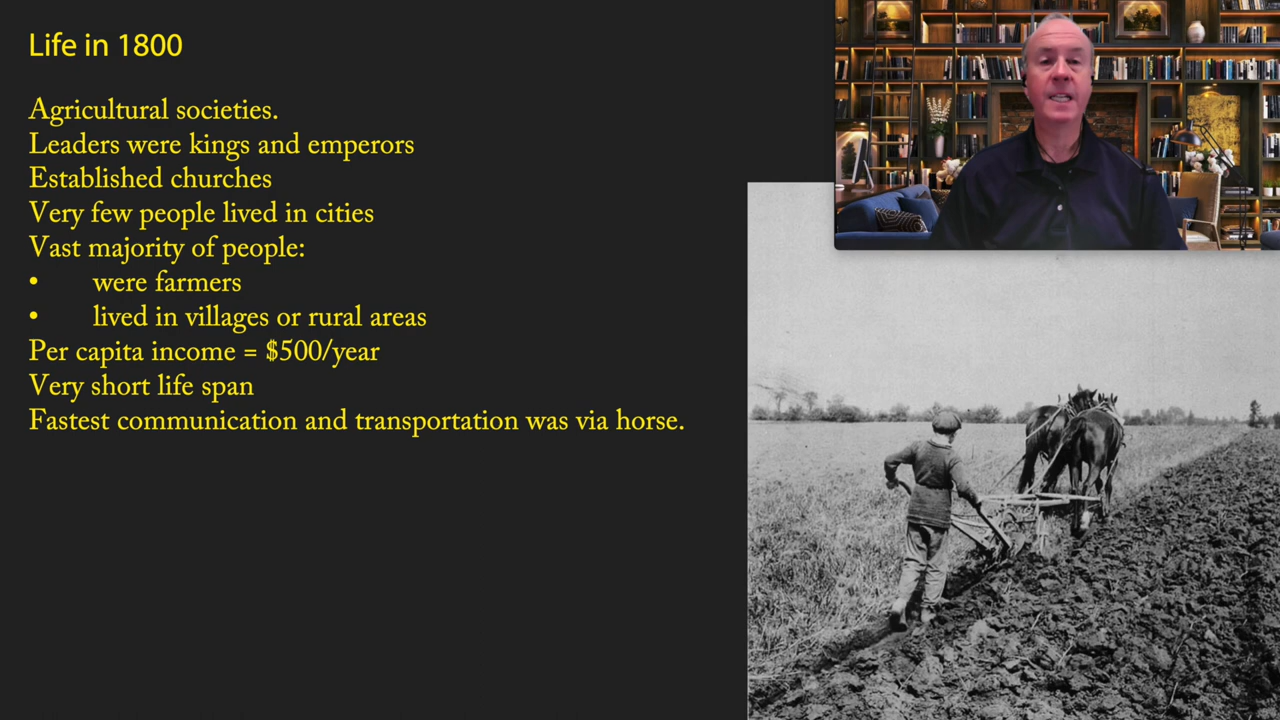 Life in 1800
Agricultural societies.
Leaders were kings and emperors
Established churches
Very few people lived in cities
Vast majority of people:
• were farmers
• lived in villages or rural areas
Per capita income = $500/year
Very short life span
Fastest communication and transportation was via horse.